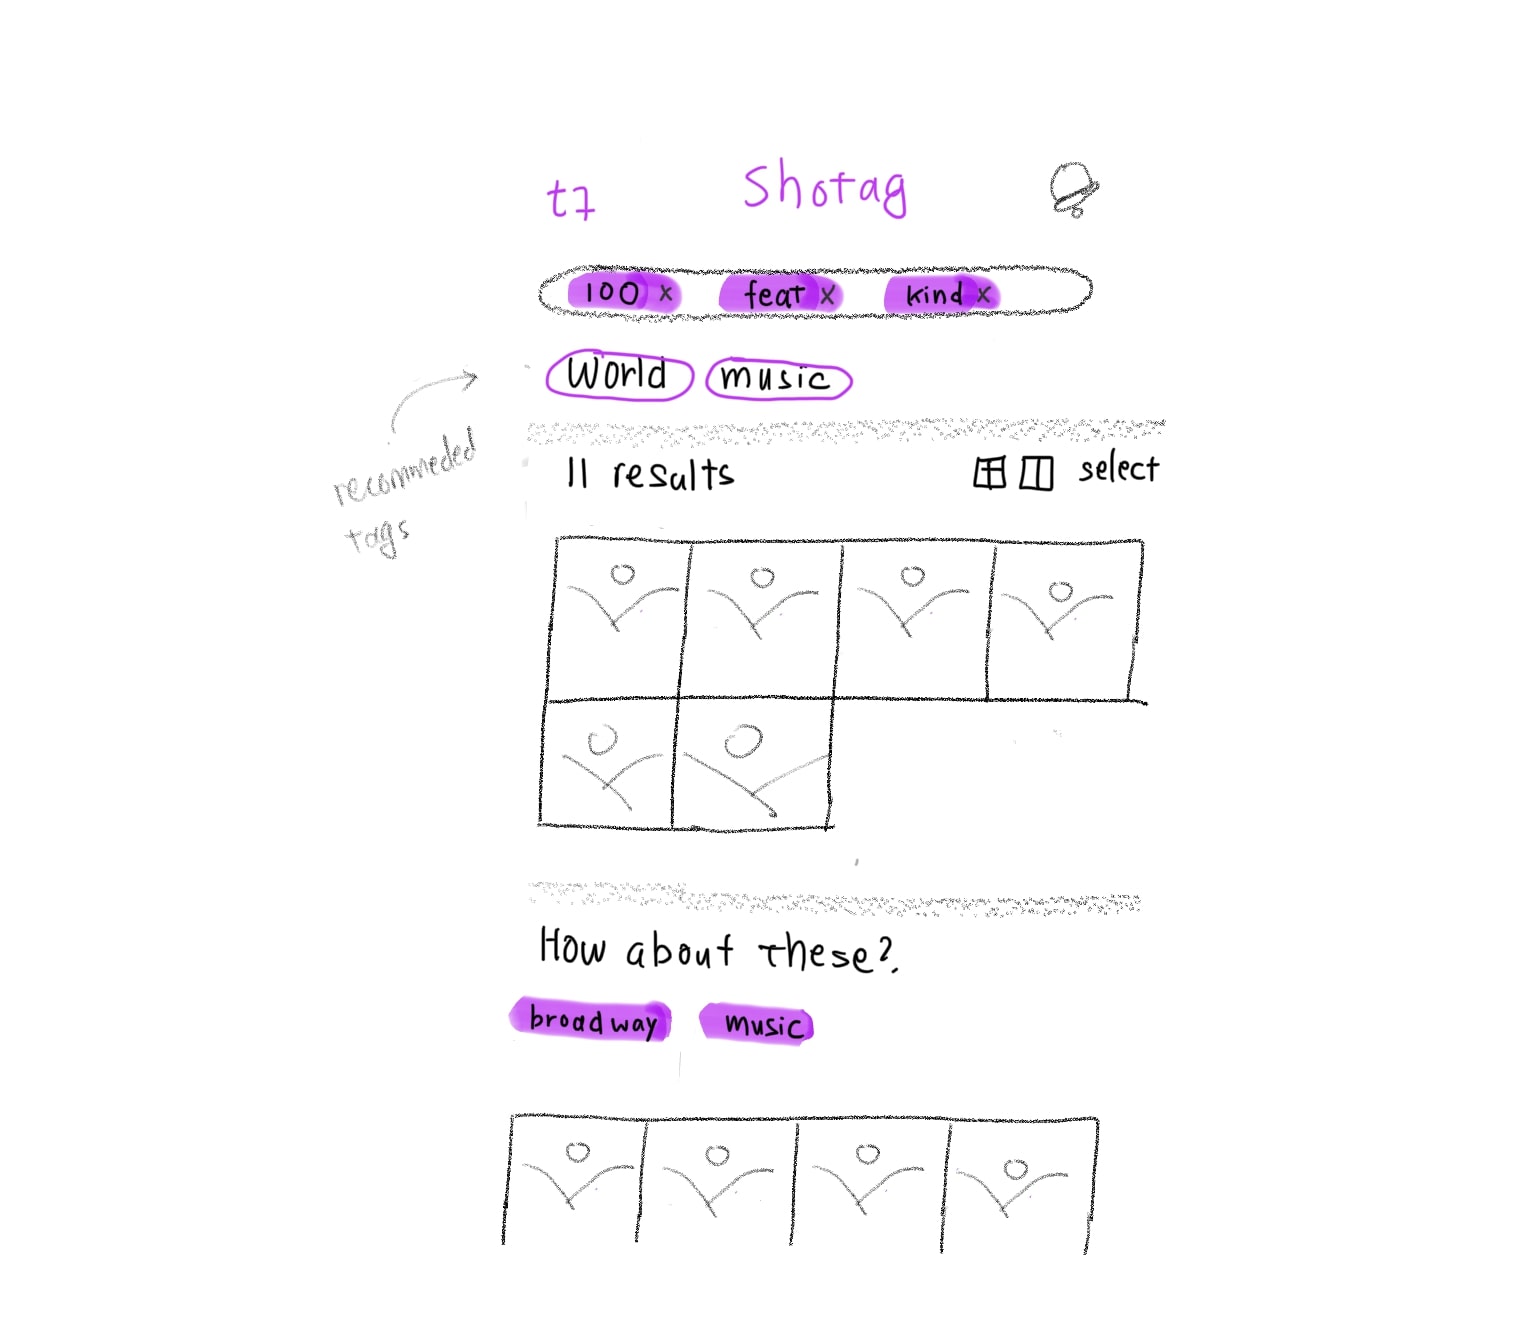 t7 Shotag
100 x feat x kind x
World music
recommeded
tags
11 results select
How about these?
broadway music